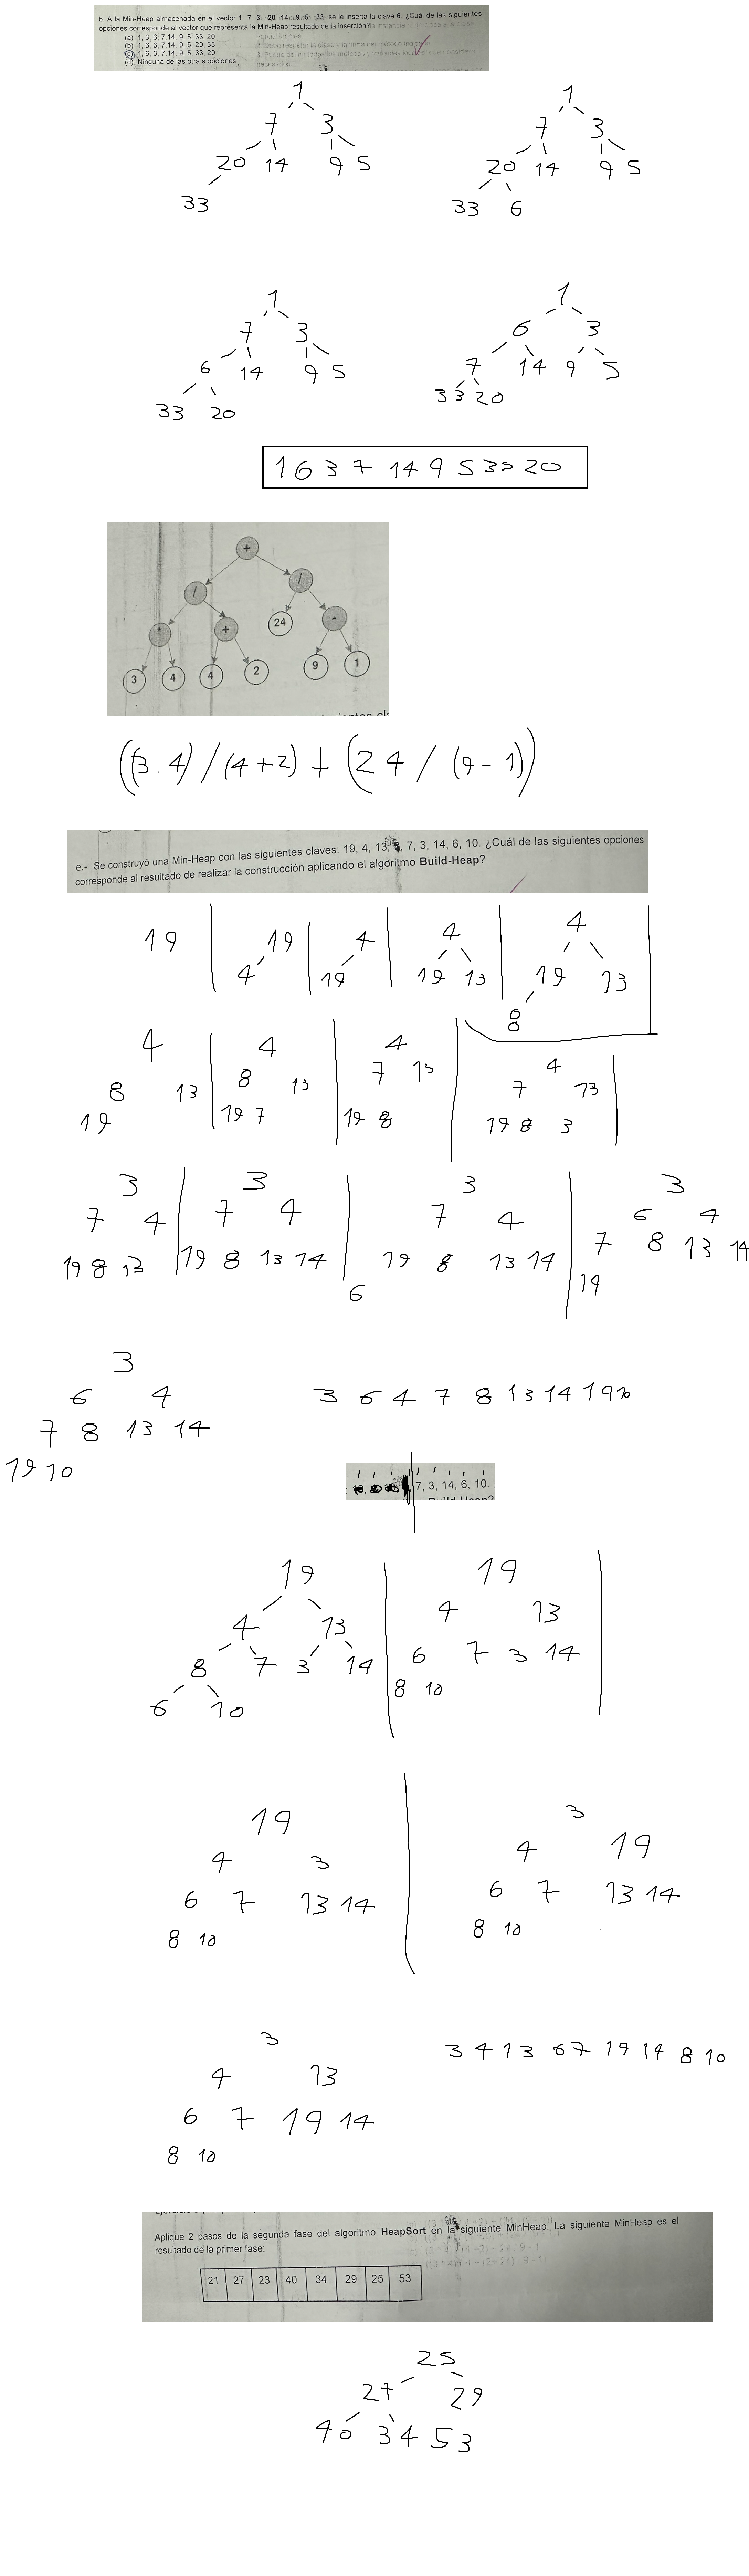 b. A la Min-Heap almacenada en el vector 1 7 3 20 14 9 5 33 se le inserta la clave 6. ¿Cuál de las siguientes
opciones corresponde al vector que representa la Min-Heap resultado de la inserción?
(a) 1, 3, 6, 7,14, 9, 5, 33, 20
(b) 1, 6, 3, 7,14, 9, 5, 20, 33
(c) 1, 6, 3, 7,14, 9, 5, 33, 20
(d) Ninguna de las otra s opciones
1 1
7 3 7 3
20 14 9 5 20 14 9 5
33 33 6
1 1
7 3 6 3
6 14 9 5 7 14 9 5
33 20 33 20
1 6 3 7 14 9 5 33 20
+
/ /
* + 24 -
3 4 4 2 9 1
((3.4)/(4+2)+(24/(9-1))
e.- Se construyó una Min-Heap con las siguientes claves: 19, 4, 13, 7, 3, 14, 6, 10. ¿Cuál de las siguientes opciones
corresponde al resultado de realizar la construcción aplicando el algoritmo Build-Heap?
19 19 4 4 4
4 19 19 13 19 13
8
4 4 4 4
8 13 8 13 7 13 7 13
19 19 7 19 8 19 8 3
3 3 3 3
7 4 7 4 7 4 6 4
19 8 13 19 8 13 14 19 8 13 14 7 8 13 14
6 19
3
6 4 3 6 4 7 8 13 14 19 10
7 8 13 14
19 10
7, 3, 14, 6, 10.
19 19
4 13 4 13
8 7 3 14 6 7 3 14
6 10 8 10
19 3
4 3 4 19
6 7 13 14 6 7 13 14
8 10 8 10
3 3 4 13 6 7 19 14 8 10
4 13
6 7 19 14
8 10
Aplique 2 pasos de la segunda fase del algoritmo HeapSort en la siguiente MinHeap. La siguiente MinHeap es el
resultado de la primer fase:
21 27 23 40 34 29 25 53
25
27 29
40 34 53